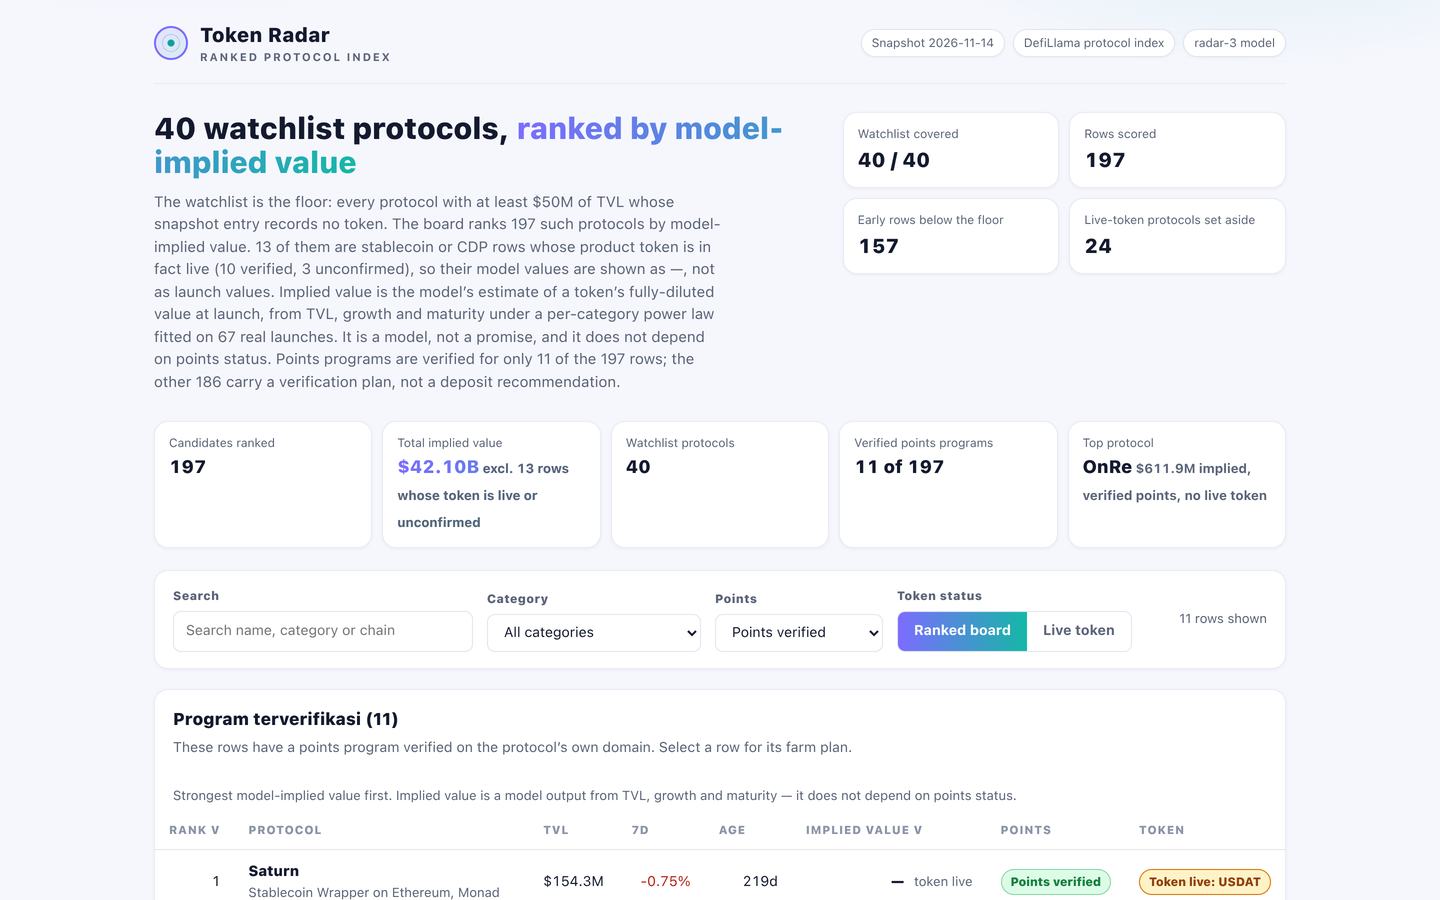 Token Radar
RANKED PROTOCOL INDEX
Snapshot 2026-11-14
DefiLlama protocol index
radar-3 model
40 watchlist protocols, ranked by model-
implied value
The watchlist is the floor: every protocol with at least $50M of TVL whose
snapshot entry records no token. The board ranks 197 such protocols by model-
implied value. 13 of them are stablecoin or CDP rows whose product token is in
fact live (10 verified, 3 unconfirmed), so their model values are shown as —, not
as launch values. Implied value is the model’s estimate of a token’s fully-diluted
value at launch, from TVL, growth and maturity under a per-category power law
fitted on 67 real launches. It is a model, not a promise, and it does not depend
on points status. Points programs are verified for only 11 of the 197 rows; the
other 186 carry a verification plan, not a deposit recommendation.
Watchlist covered
40 / 40
Rows scored
197
Early rows below the floor
157
Live-token protocols set aside
24
Candidates ranked
197
Total implied value
$42.10B excl. 13 rows
whose token is live or
unconfirmed
Watchlist protocols
40
Verified points programs
11 of 197
Top protocol
OnRe $611.9M implied,
verified points, no live token
Search
Search name, category or chain
Category
All categories
Points
Points verified
Token status
Ranked board
Live token
11 rows shown
Program terverifikasi (11)
These rows have a points program verified on the protocol’s own domain. Select a row for its farm plan.
Strongest model-implied value first. Implied value is a model output from TVL, growth and maturity — it does not depend on points status.
RANK V PROTOCOL TVL 7D AGE IMPLIED VALUE V POINTS TOKEN
1 Saturn $154.3M -0.75% 219d — token live Points verified Token live: USDAT
Stablecoin Wrapper on Ethereum, Monad